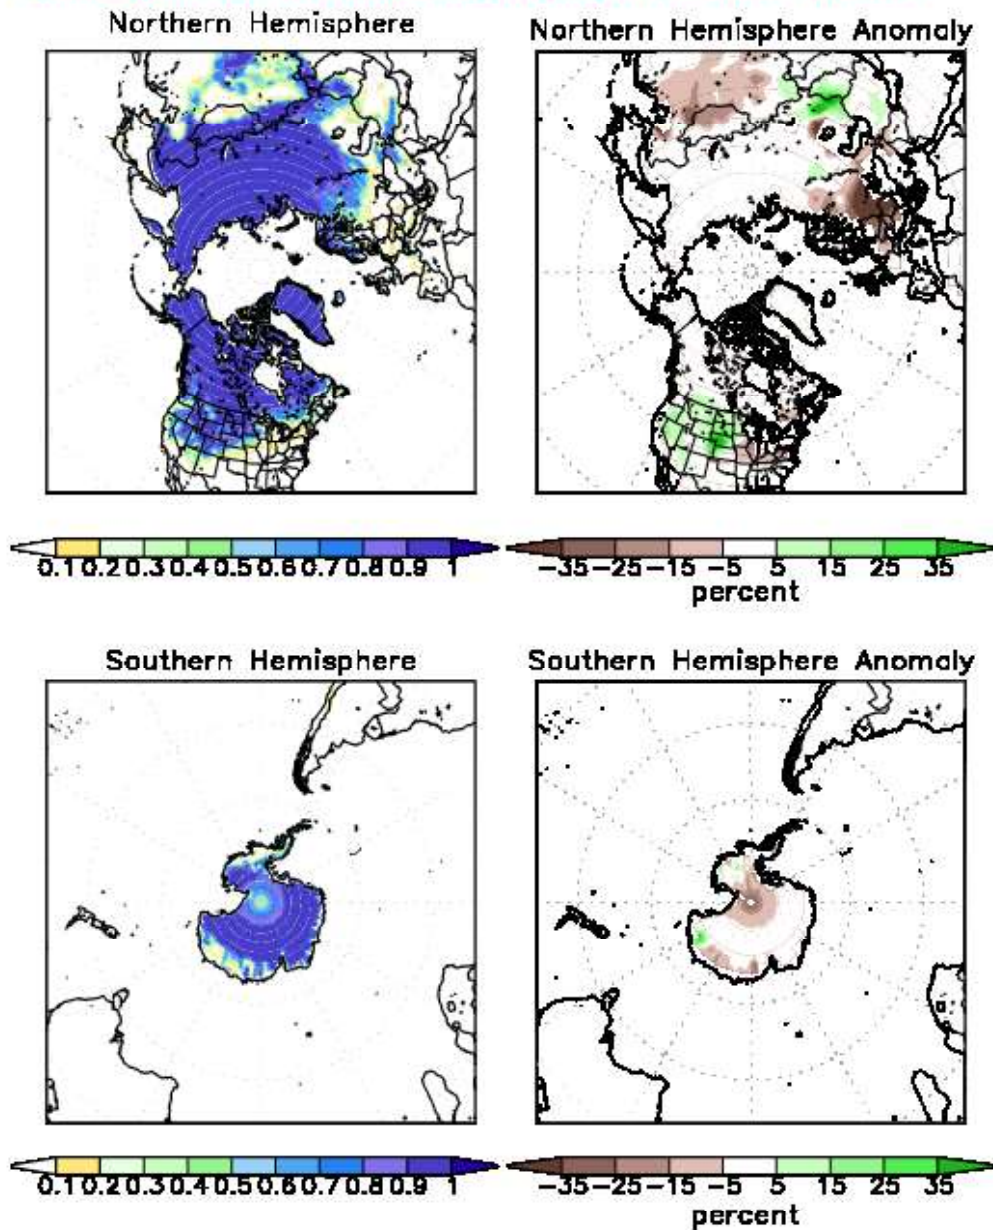 Northern Hemisphere
Northern Hemisphere Anomaly
0.1 0.2 0.3 0.4 0.5 0.6 0.7 0.8 0.9 1
-35 -25 -15 -5 5 15 25 35
percent
Southern Hemisphere
Southern Hemisphere Anomaly
0.1 0.2 0.3 0.4 0.5 0.6 0.7 0.8 0.9 1
-35 -25 -15 -5 5 15 25 35
percent